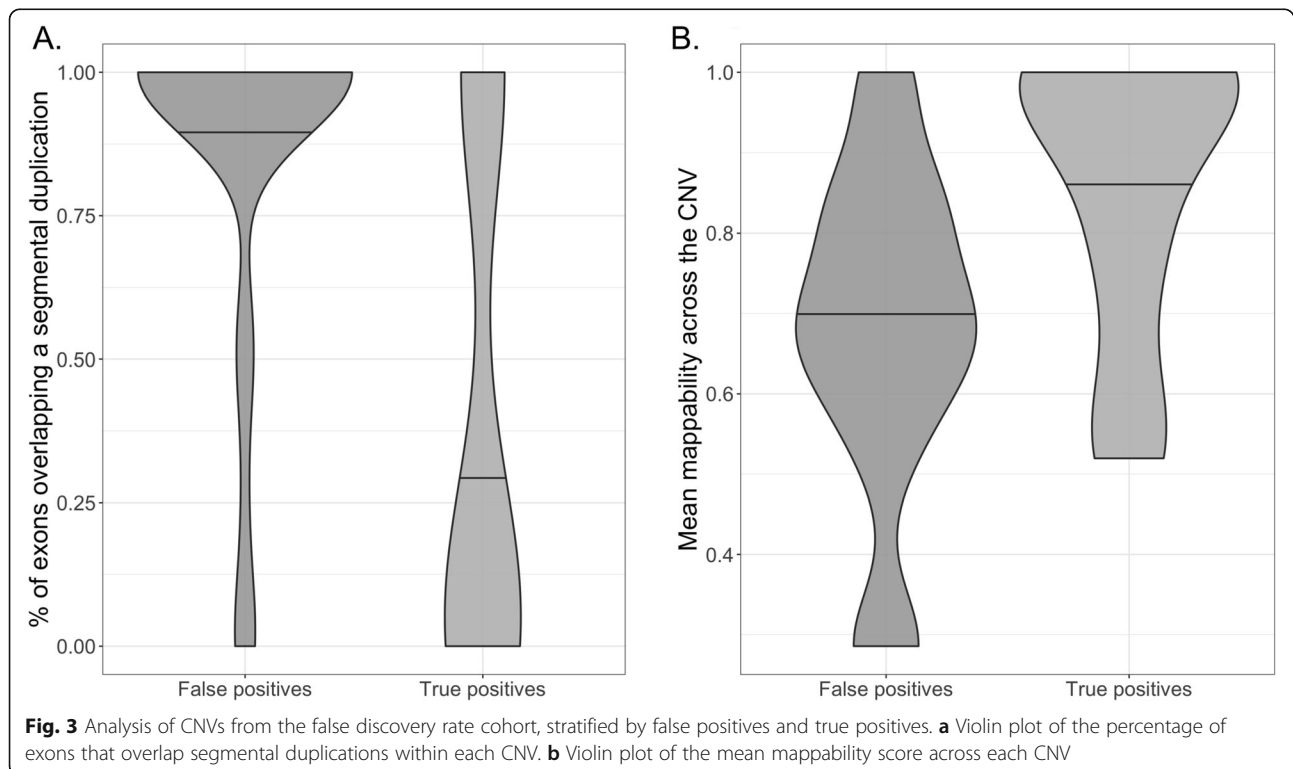 A.
% of exons overlapping a segmental duplication
1.00
0.75
0.50
0.25
0.00
False positives
True positives
B.
Mean mappability across the CNV
1.0
0.8
0.6
0.4
False positives
True positives
Fig. 3 Analysis of CNVs from the false discovery rate cohort, stratified by false positives and true positives. a Violin plot of the percentage of
exons that overlap segmental duplications within each CNV. b Violin plot of the mean mappability score across each CNV